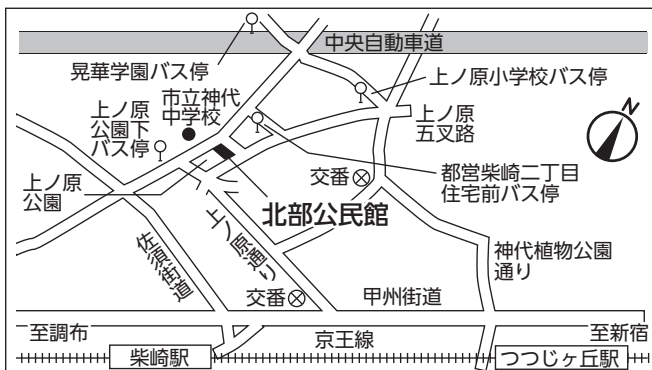 中央自動車道
晃華学園バス停
上ノ原小学校バス停
市立神代
中学校
上ノ原
公園下
バス停
上ノ原
五叉路
N
上ノ原
公園
交番
都営柴崎二丁目
住宅前バス停
北部公民館
上ノ原通り
佐須街道
神代植物公園
通り
交番
甲州街道
至調布
京王線
至新宿
柴崎駅
つつじヶ丘駅